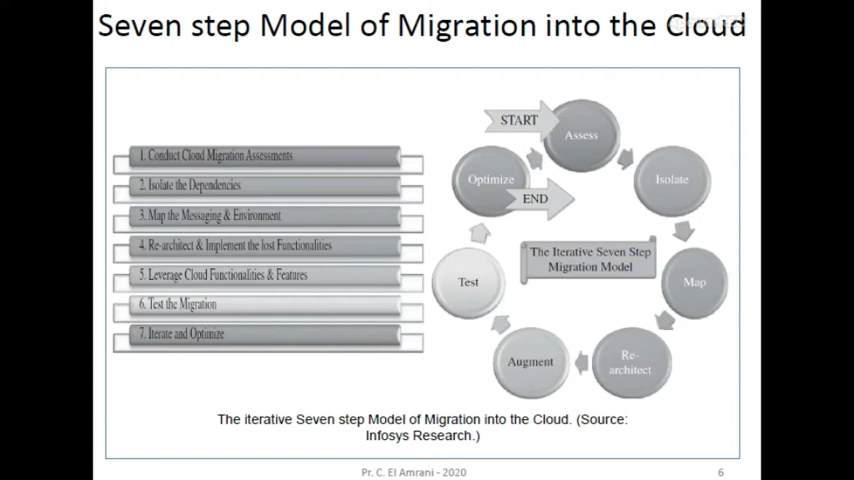 Seven step Model of Migration into the Cloud
1. Conduct Cloud Migration Assessments
2. Isolate the Dependencies
3. Map the Messaging & Environment
4. Re-architect & Implement the lost Functionalities
5. Leverage Cloud Functionalities & Features
6. Test the Migration
7. Iterate and Optimize
START
Assess
Isolate
Map
Re-
architect
Augment
Test
Optimize
END
The Iterative Seven Step
Migration Model
The iterative Seven step Model of Migration into the Cloud. (Source:
Infosys Research.)
Pr. C. El Amrani - 2020
6